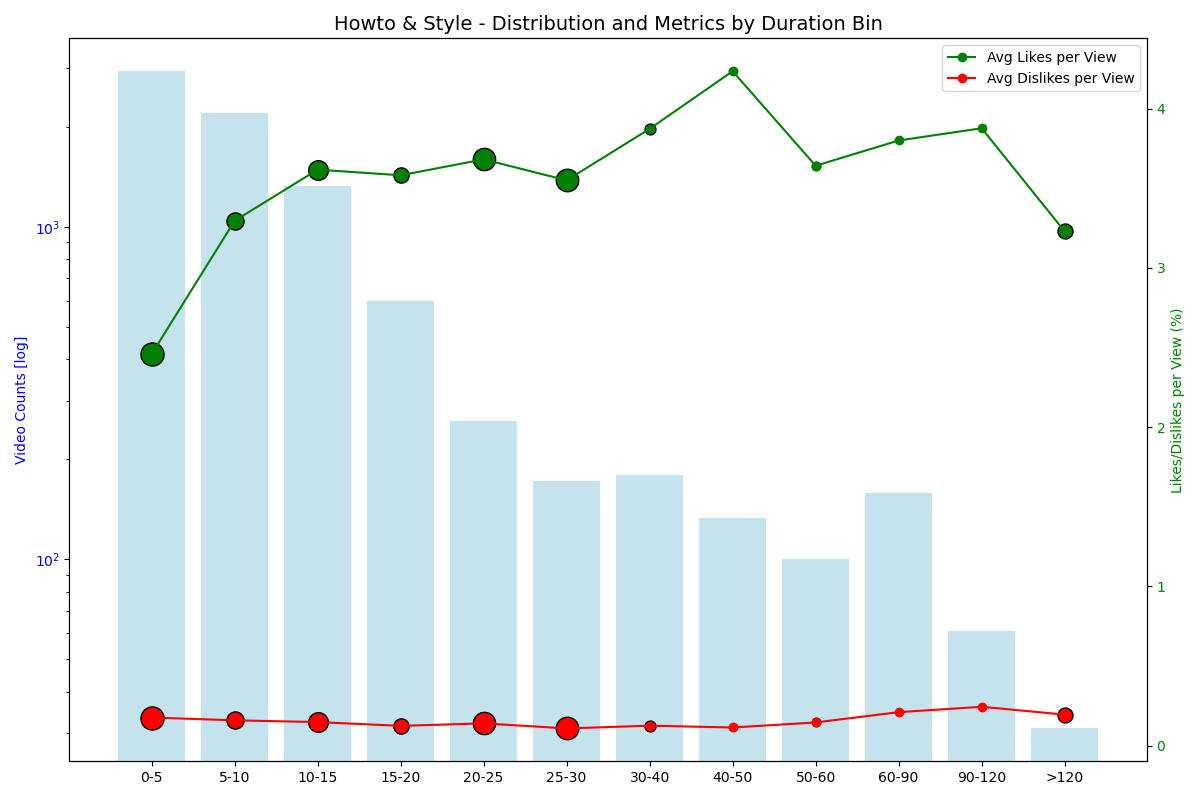 Howto & Style - Distribution and Metrics by Duration Bin
Avg Likes per View
Avg Dislikes per View
Video Counts [log]
10³
10²
Likes/Dislikes per View (%)
4
3
2
1
0
0-5 5-10 10-15 15-20 20-25 25-30 30-40 40-50 50-60 60-90 90-120 >120